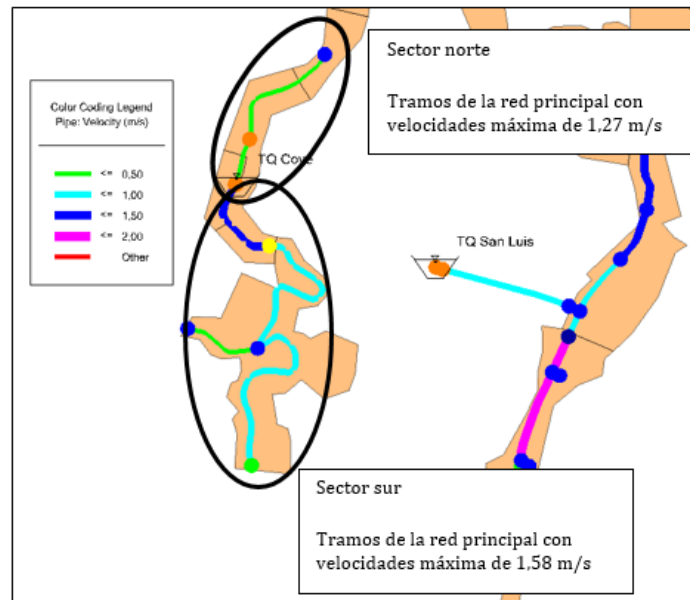 Sector norte
Tramos de la red principal con
velocidades máxima de 1,27 m/s
Color Coding Legend
Pipe: Velocity (m/s)
<= 0,50
<= 1,00
<= 1,50
<= 2,00
Other
TQ Cove
TQ San Luis
Sector sur
Tramos de la red principal con
velocidades máxima de 1,58 m/s